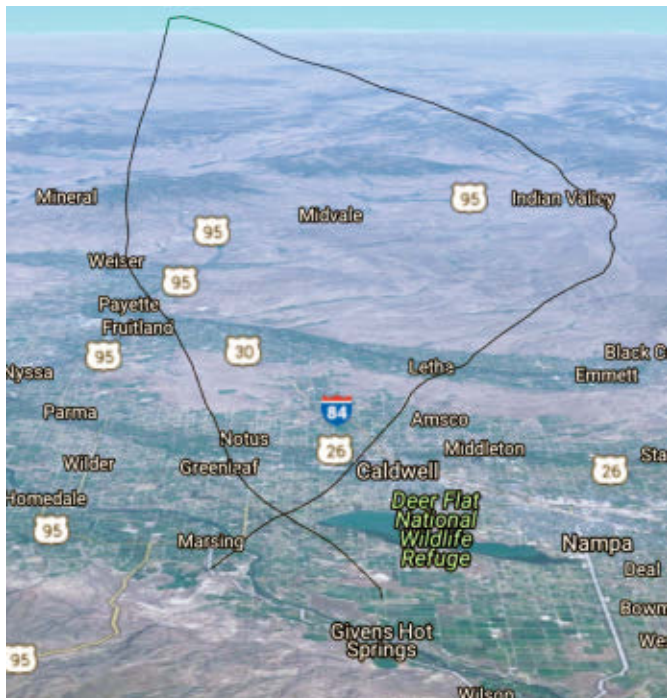 Mineral
95
Indian Valley
Midvale
95
Weiser
95
Payette
Fruitland
95
30
Nyssa
Letha
Black C
Emmett
84
Parma
Amsco
Notus
26
Middleton
Wilder
Greenleaf
Caldwell
26
Sta
Homedale
95
Deer Flat
National
Wildlife
Refuge
Marsing
Nampa
Deal
Bowm
Givens Hot
Springs
We
95
Wilson